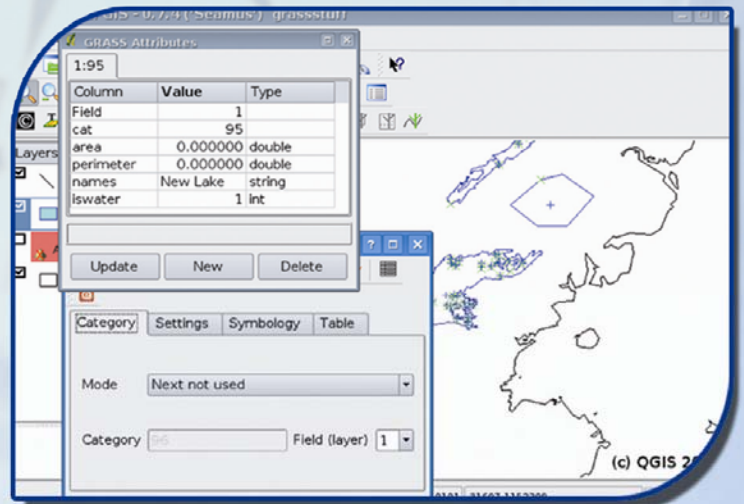 GIS - 0.7.4 ('Seamus') grassstuff
GRASS Attributes
1:95
Column Value Type
Field 1
cat 95
area 0.000000 double
perimeter 0.000000 double
names New Lake string
iswater 1 int
Layers
Update New Delete
Category Settings Symbology Table
Mode Next not used
Category 96 Field (layer) 1
(c) QGIS 2